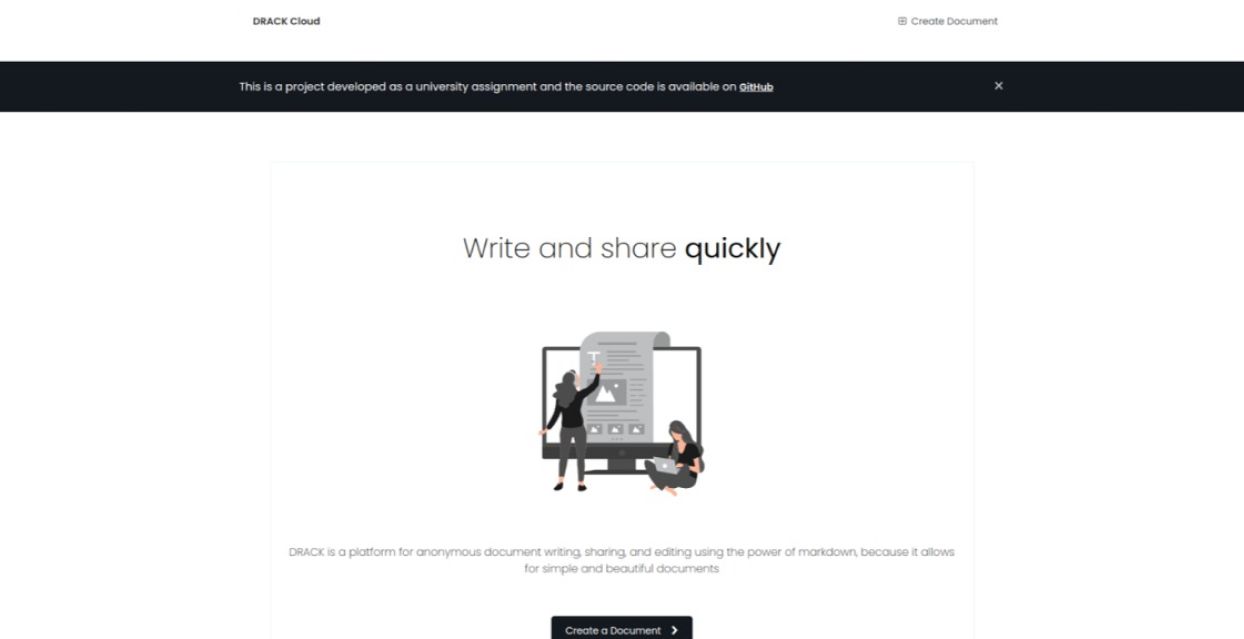 DRACK Cloud
Create Document
This is a project developed as a university assignment and the source code is available on GitHub
Write and share quickly
T
DRACK is a platform for anonymous document writing, sharing, and editing using the power of markdown, because it allows
for simple and beautiful documents
Create a Document